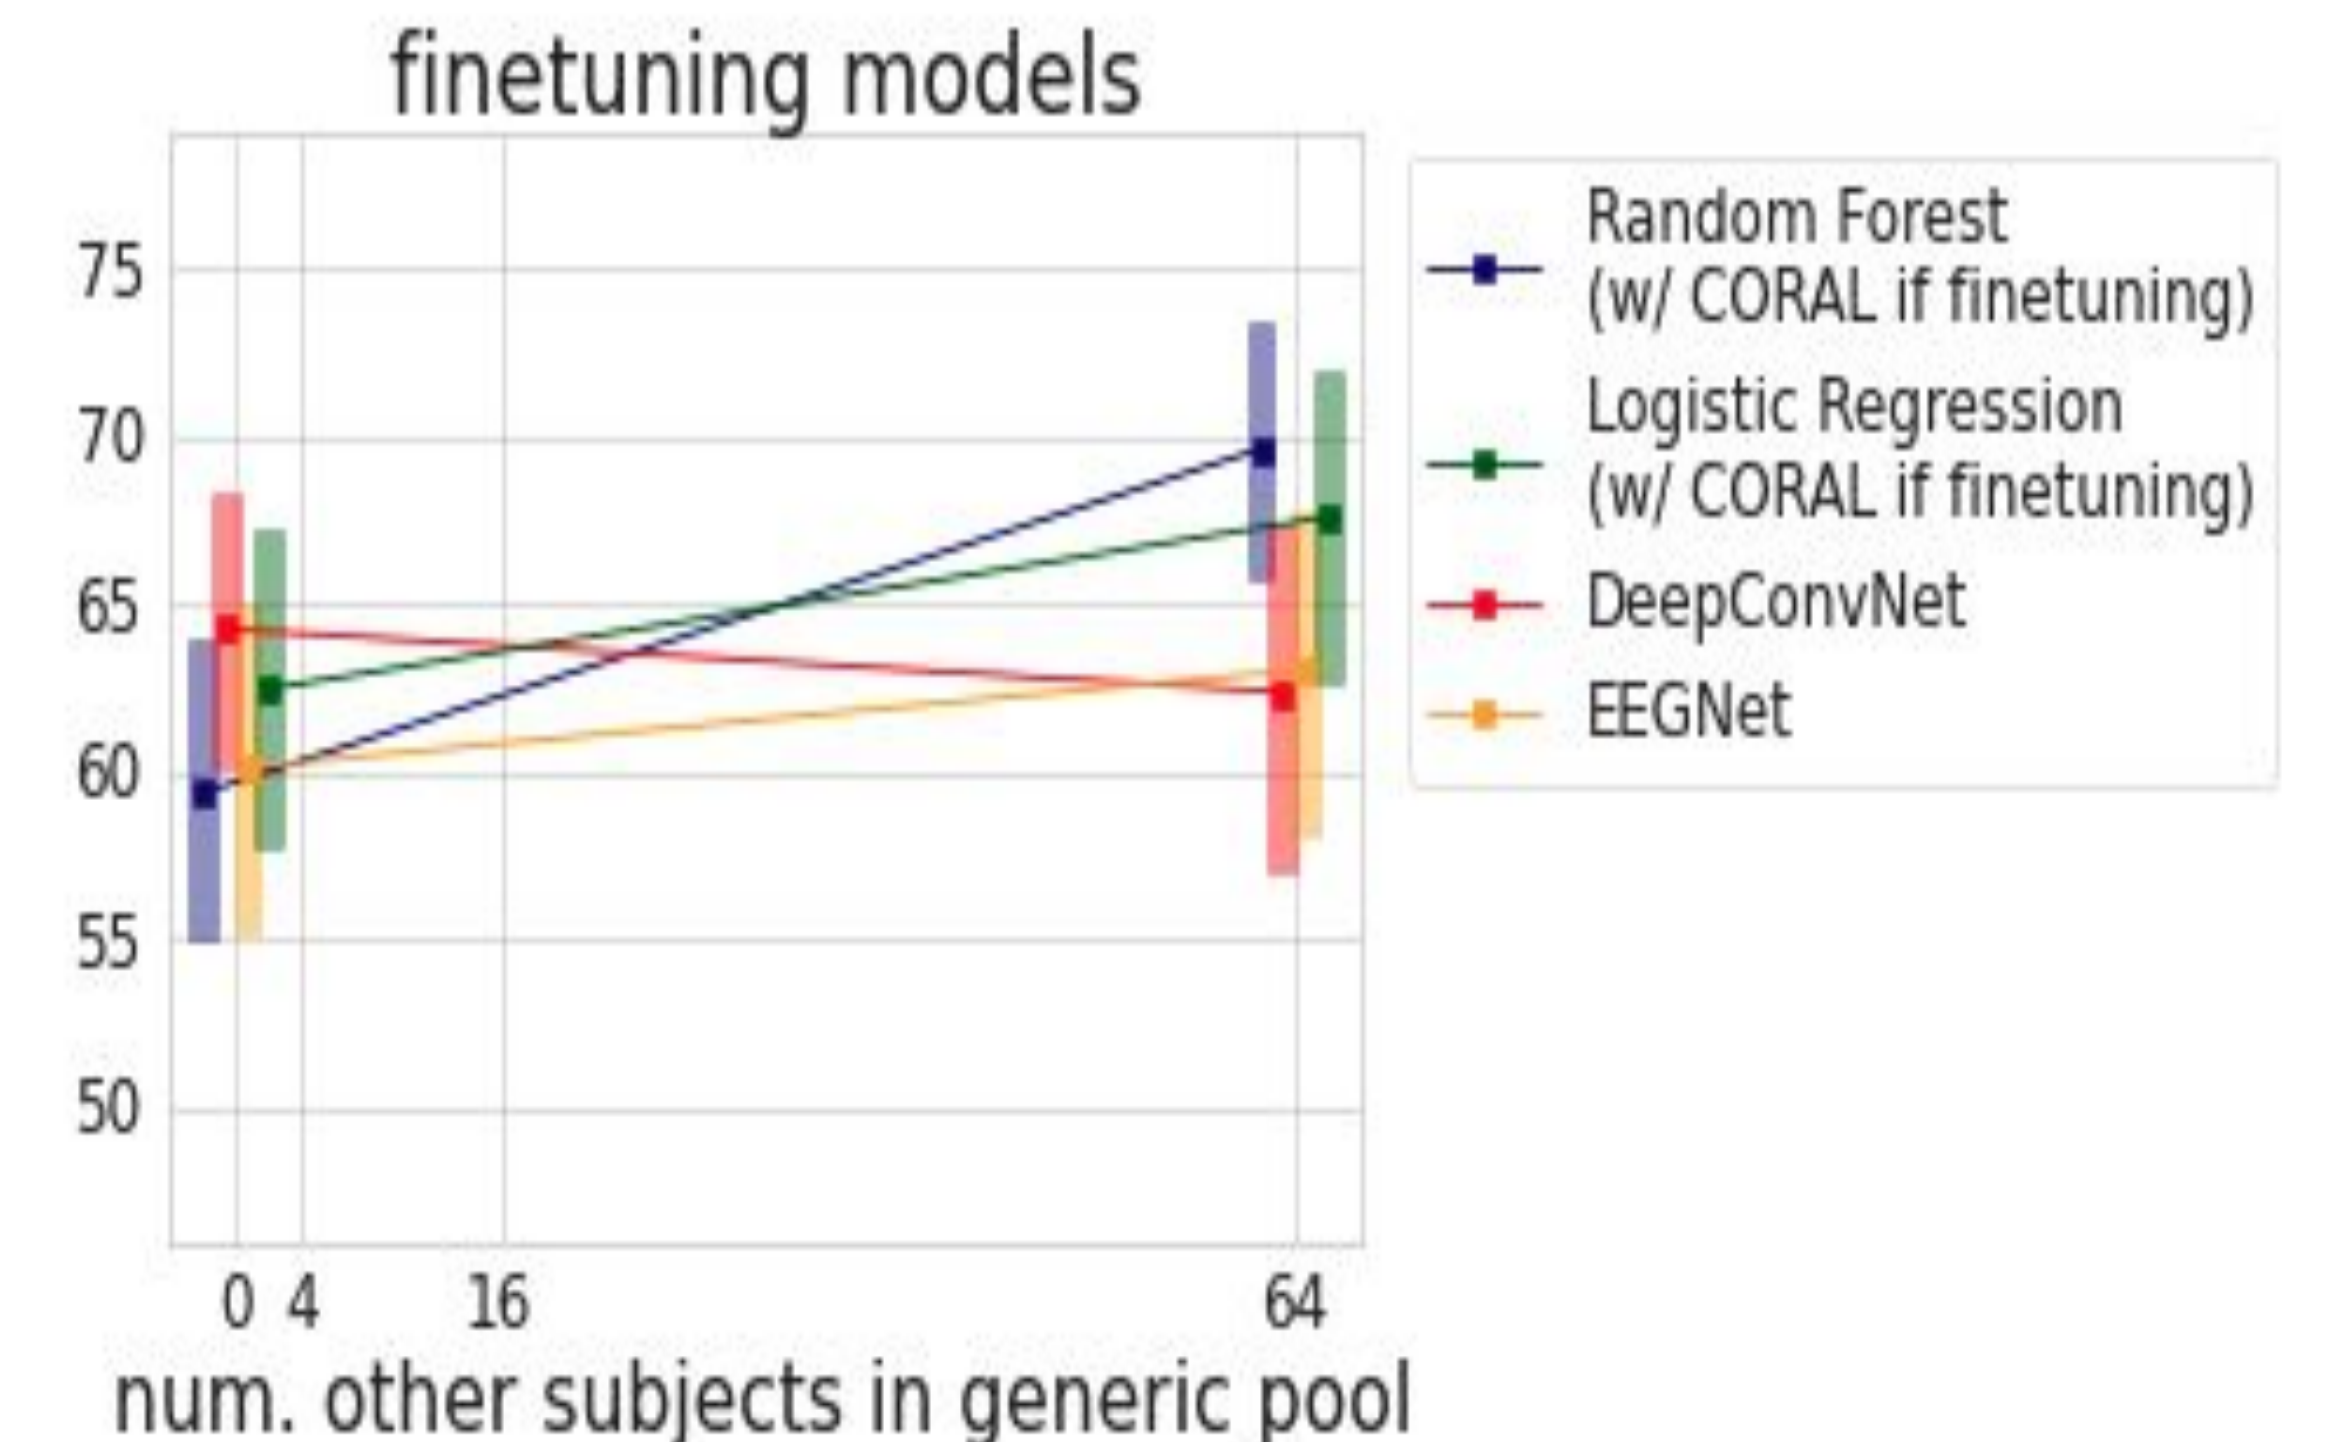 finetuning models
75
70
65
60
55
50
0 4 16 64
num. other subjects in generic pool
Random Forest
(w/ CORAL if finetuning)
Logistic Regression
(w/ CORAL if finetuning)
DeepConvNet
EEGNet